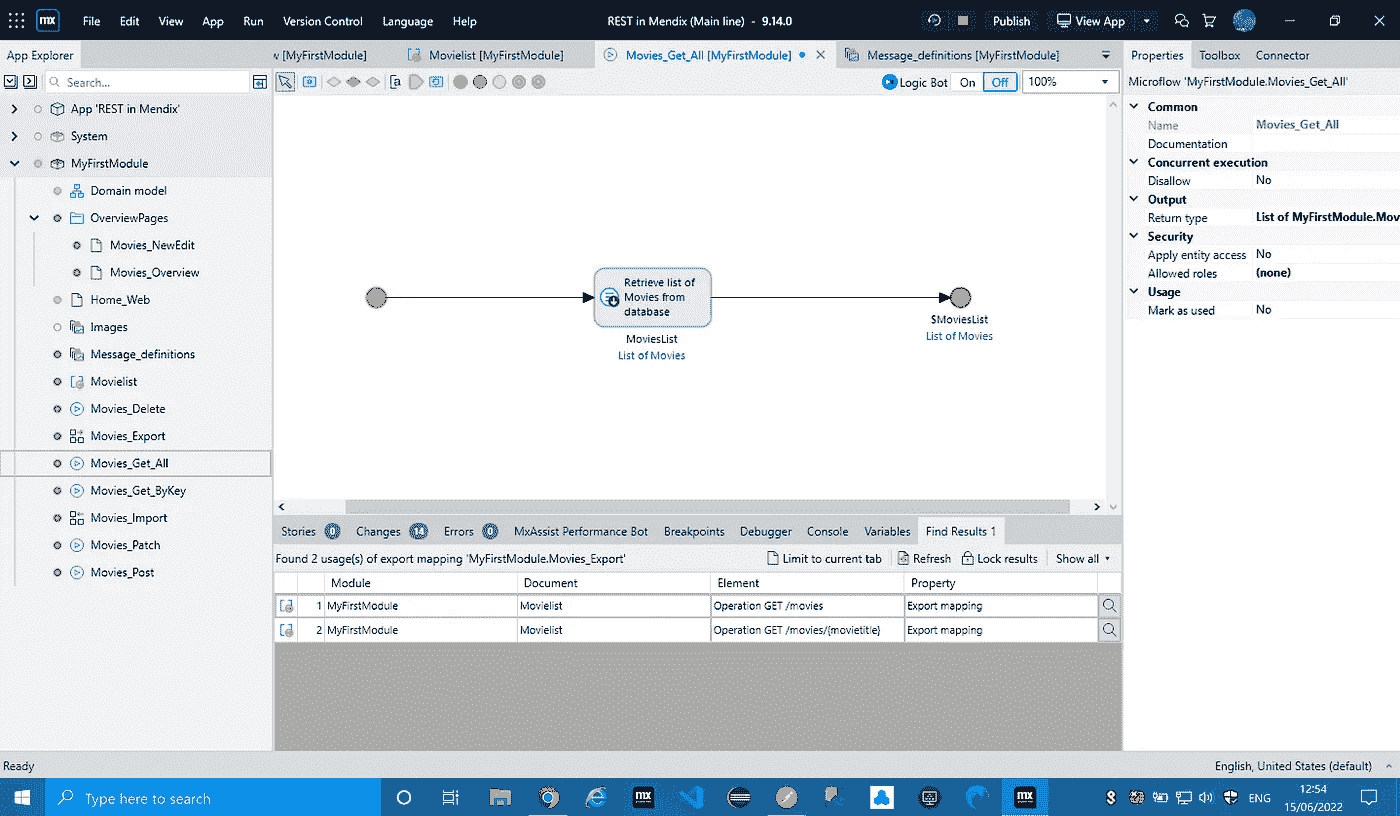 mx File Edit View App Run Version Control Language Help REST in Mendix (Main line) - 9.14.0 Publish View App
App Explorer
w [MyFirstModule] Movielist [MyFirstModule] Movies_Get_All [MyFirstModule] Message_definitions [MyFirstModule]
Properties Toolbox Connector
Search...
Logic Bot On Off 100%
Microflow 'MyFirstModule.Movies_Get_All'
App 'REST in Mendix'
System
MyFirstModule
Domain model
OverviewPages
Movies_NewEdit
Movies_Overview
Home_Web
Images
Message_definitions
Movielist
Movies_Delete
Movies_Export
Movies_Get_All
Movies_Get_ByKey
Movies_Import
Movies_Patch
Movies_Post
Retrieve list of
Movies from
database
MoviesList
List of Movies
$MoviesList
List of Movies
Common
Name Movies_Get_All
Documentation
Concurrent execution
Disallow No
Output
Return type List of MyFirstModule.Mov
Security
Apply entity access No
Allowed roles (none)
Usage
Mark as used No
Stories 0 Changes 14 Errors 0 MxAssist Performance Bot Breakpoints Debugger Console Variables Find Results 1
Found 2 usage(s) of export mapping 'MyFirstModule.Movies_Export' Limit to current tab Refresh Lock results Show all
Module Document Element Property
1 MyFirstModule Movielist Operation GET /movies Export mapping
2 MyFirstModule Movielist Operation GET /movies/{movietitle} Export mapping
Ready English, United States (default)
Type here to search mx mx ENG 12:54
15/06/2022